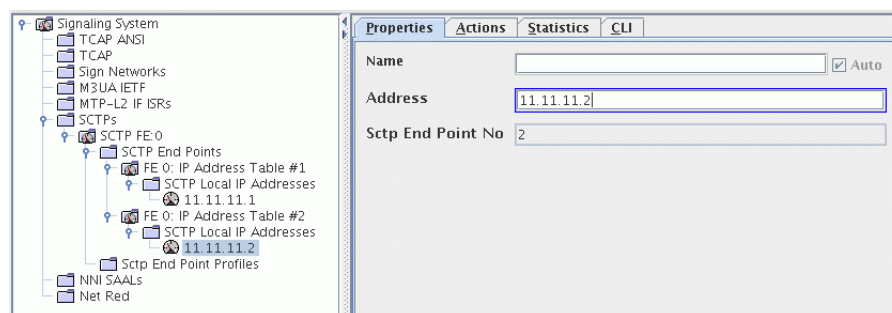 Signaling System
TCAP ANSI
TCAP
Sign Networks
M3UA IETF
MTP-L2 IF ISRs
SCTPs
SCTP FE:0
SCTP End Points
FE 0: IP Address Table #1
SCTP Local IP Addresses
11.11.11.1
FE 0: IP Address Table #2
SCTP Local IP Addresses
11.11.11.2
Sctp End Point Profiles
NNI SAALs
Net Red
Properties Actions Statistics CLI
Name Auto
Address 11.11.11.2
Sctp End Point No 2